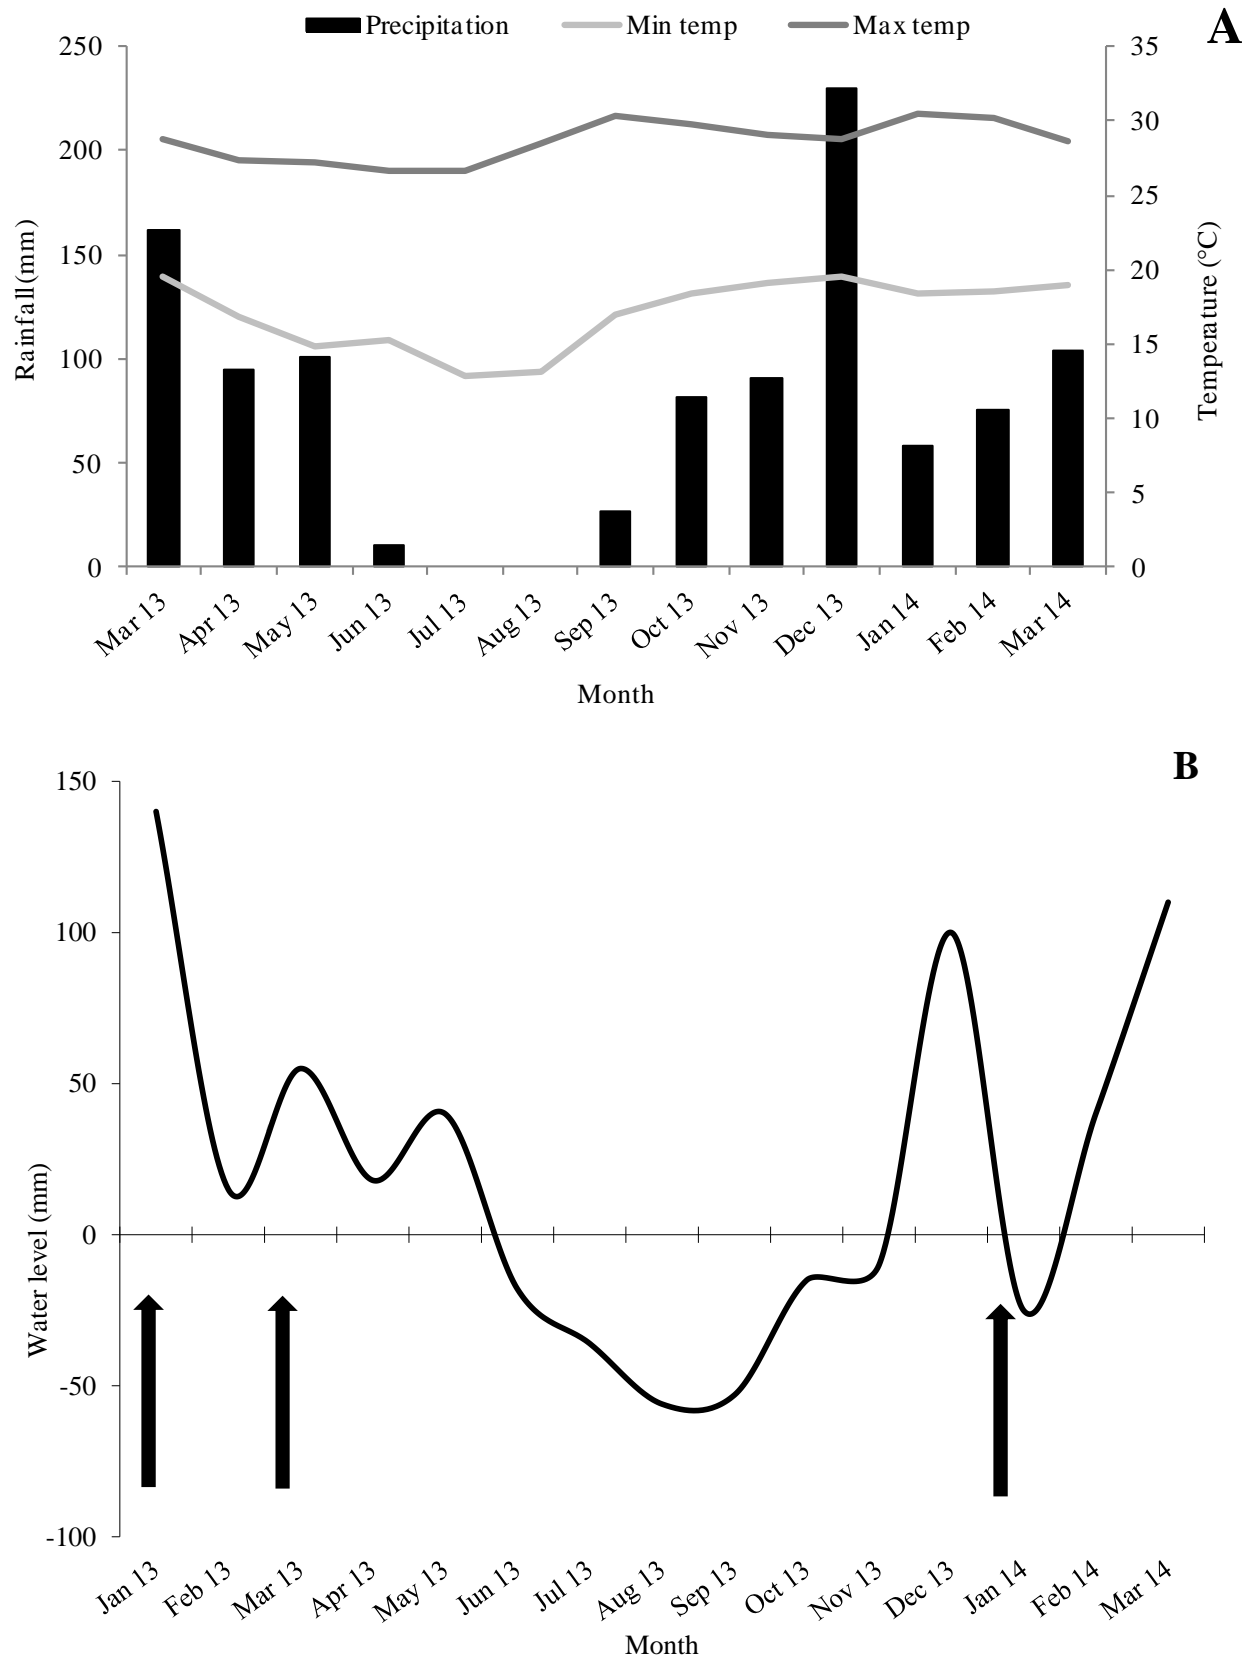 Precipitation Min temp Max temp
A
250 35
200 30
150 25
100 20
50 15
0 10
5
0
Rainfall (mm)
Temperature (°C)
Mar 13 Apr 13 May 13 Jun 13 Jul 13 Aug 13 Sep 13 Oct 13 Nov 13 Dec 13 Jan 14 Feb 14 Mar 14
Month
B
150
100
50
0
-50
-100
Water level (mm)
Jan 13 Feb 13 Mar 13 Apr 13 May 13 Jun 13 Jul 13 Aug 13 Sep 13 Oct 13 Nov 13 Dec 13 Jan 14 Feb 14 Mar 14
Month